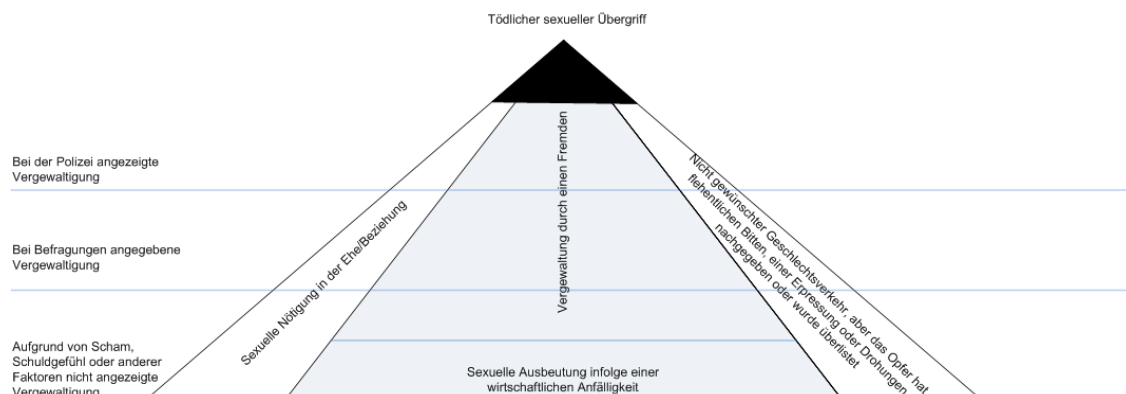 Tödlicher sexueller Übergriff
Bei der Polizei angezeigte
Vergewaltigung
Bei Befragungen angegebene
Vergewaltigung
Aufgrund von Scham,
Schuldgefühl oder anderer
Faktoren nicht angezeigte
Vergewaltigung
Sexuelle Nötigung in der Ehe/Beziehung
Vergewaltung durch einen Fremden
Nicht gewünschter Geschlechtsverkehr, aber das Opfer hat
flehentlichen Bitten, einer Erpressung oder Drohungen
nachgegeben oder wurde überlistet
Sexuelle Ausbeutung infolge einer
wirtschaftlichen Anfälligkeit